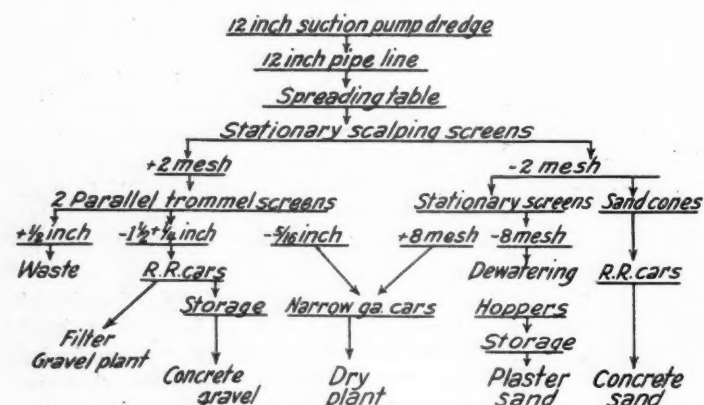 12 inch suction pump dredge
12 inch pipe line
Spreading table
Stationary scalping screens
+2 mesh
-2 mesh
2 Parallel trommel screens
Stationary screens
Sand cones
+1/2 inch
-1 1/2 + 1/4 inch
-5/16 inch
+8 mesh
-8 mesh
Waste
R.R. cars
Dewatering
R.R. cars
Storage
Narrow ga. cars
Hoppers
Filter
Gravel plant
Storage
Concrete
gravel
Dry
plant
Plaster
sand
Concrete
sand